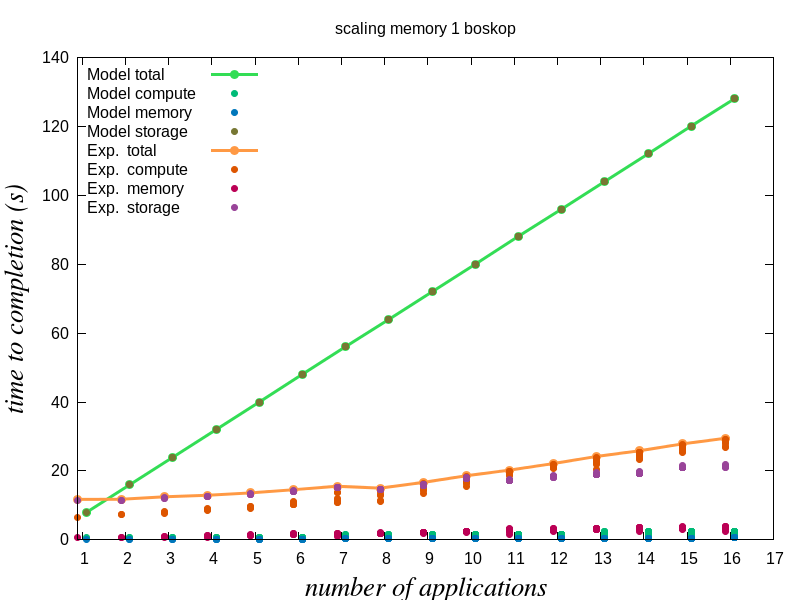 scaling memory 1 boskop
140
120
100
80
60
40
20
0
Model total
Model compute
Model memory
Model storage
Exp. total
Exp. compute
Exp. memory
Exp. storage
time to completion (s)
1 2 3 4 5 6 7 8 9 10 11 12 13 14 15 16 17
number of applications